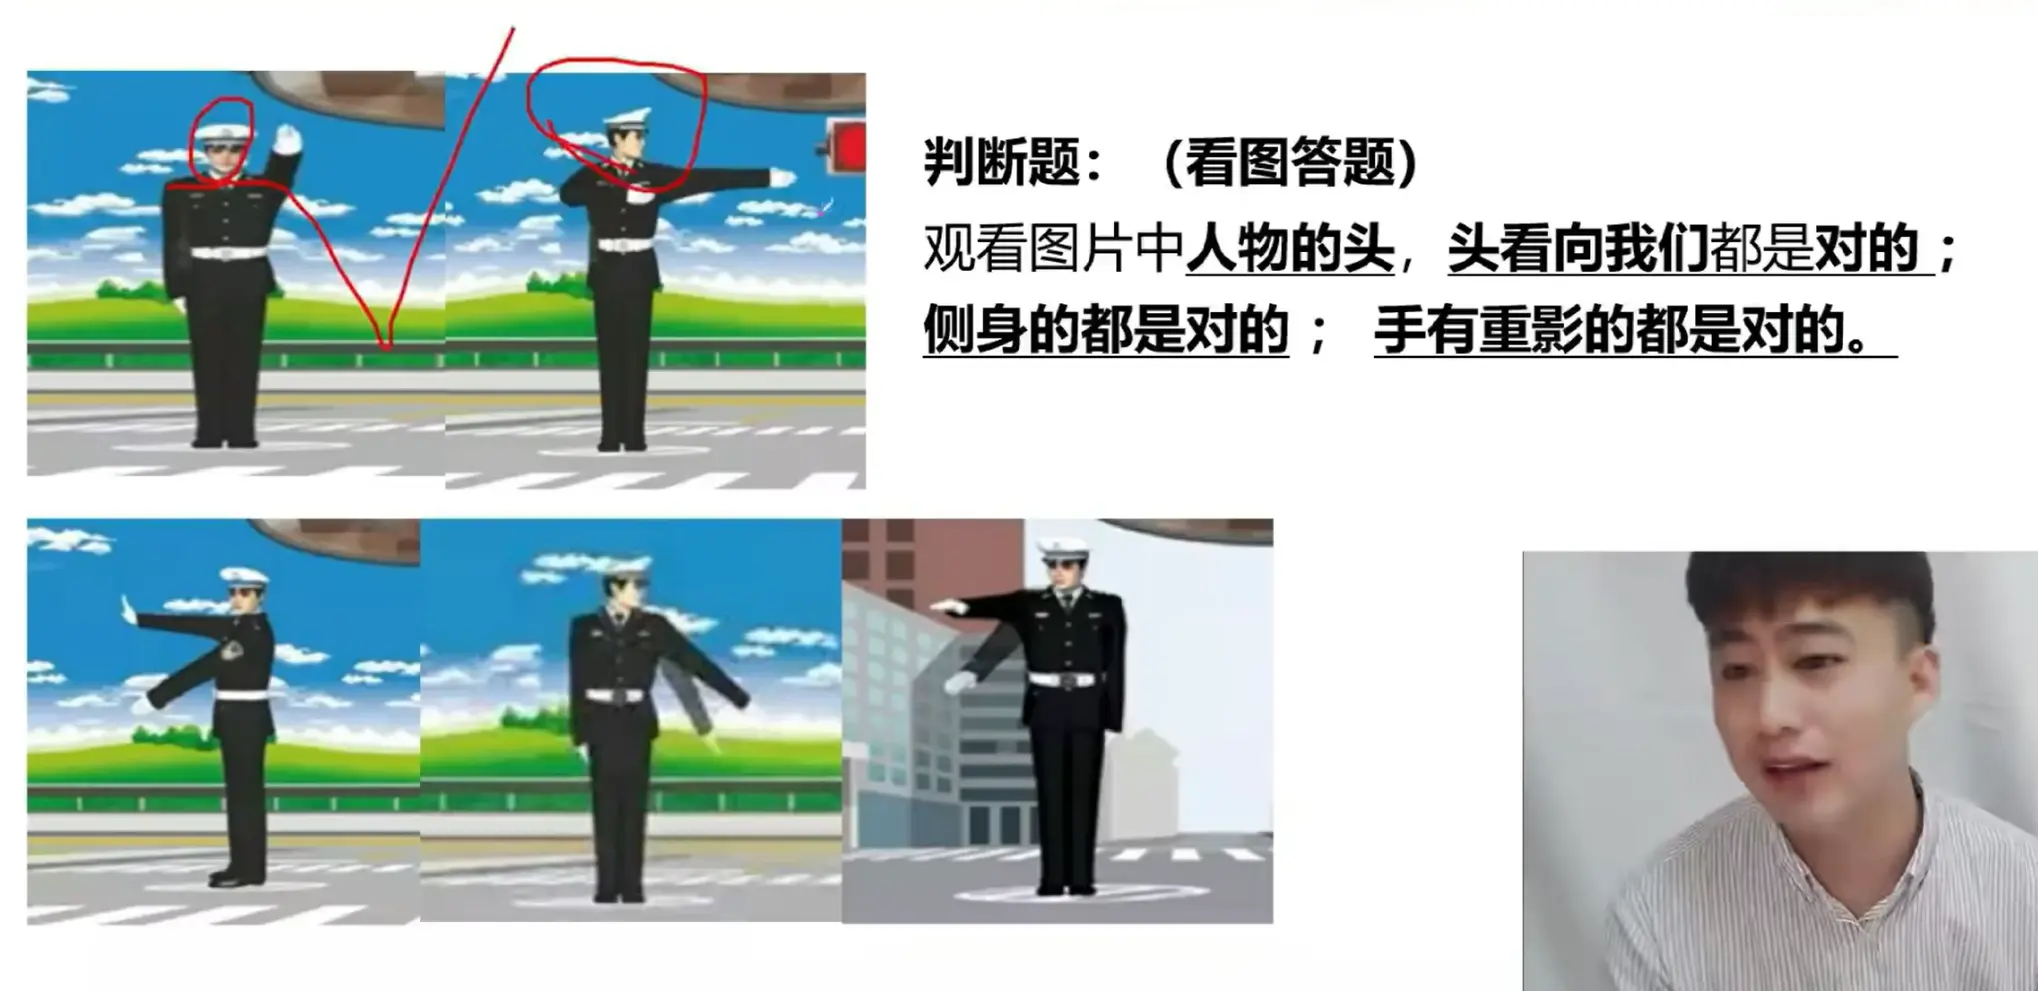 判断题：（看图答题）
观看图片中人物的头，头看向我们都是对的；
侧身的都是对的； 手有重影的都是对的。